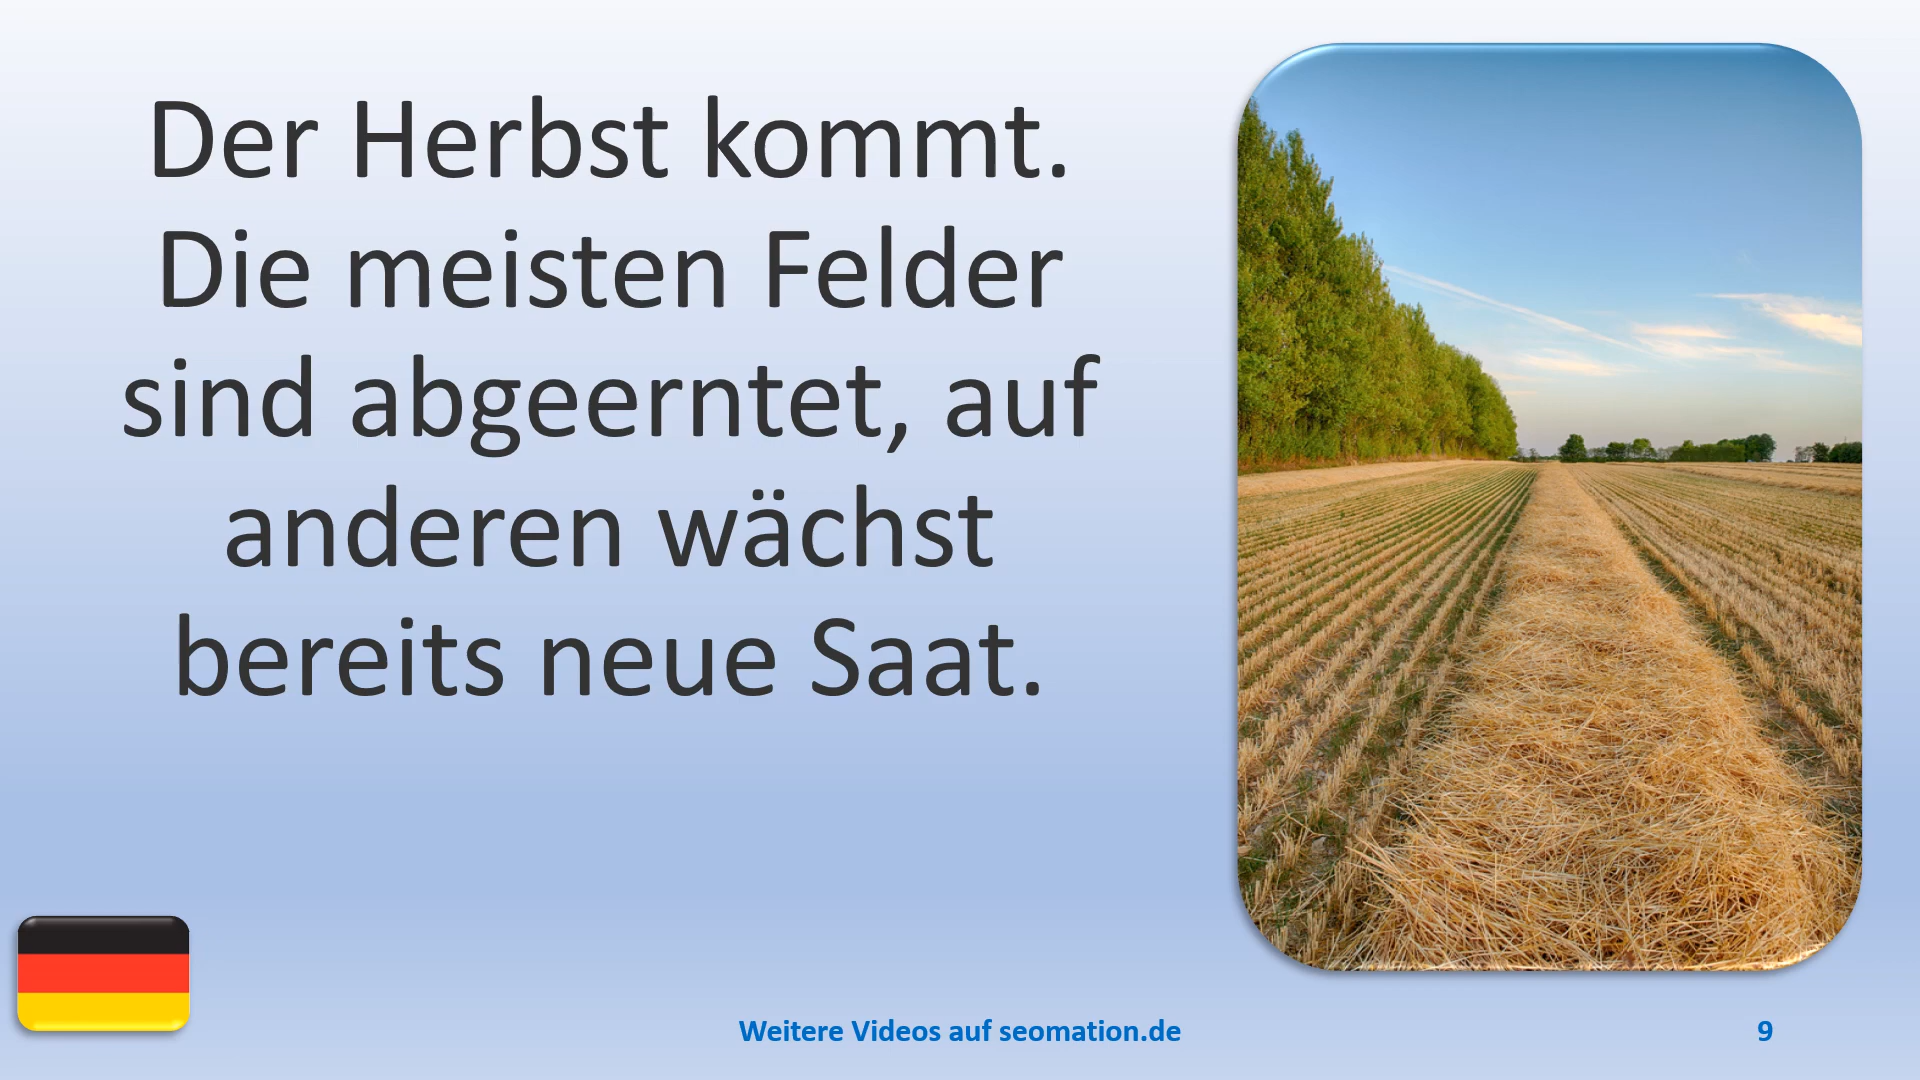 Der Herbst kommt.
Die meisten Felder
sind abgeerntet, auf
anderen wächst
bereits neue Saat.
Weitere Videos auf seomation.de
9